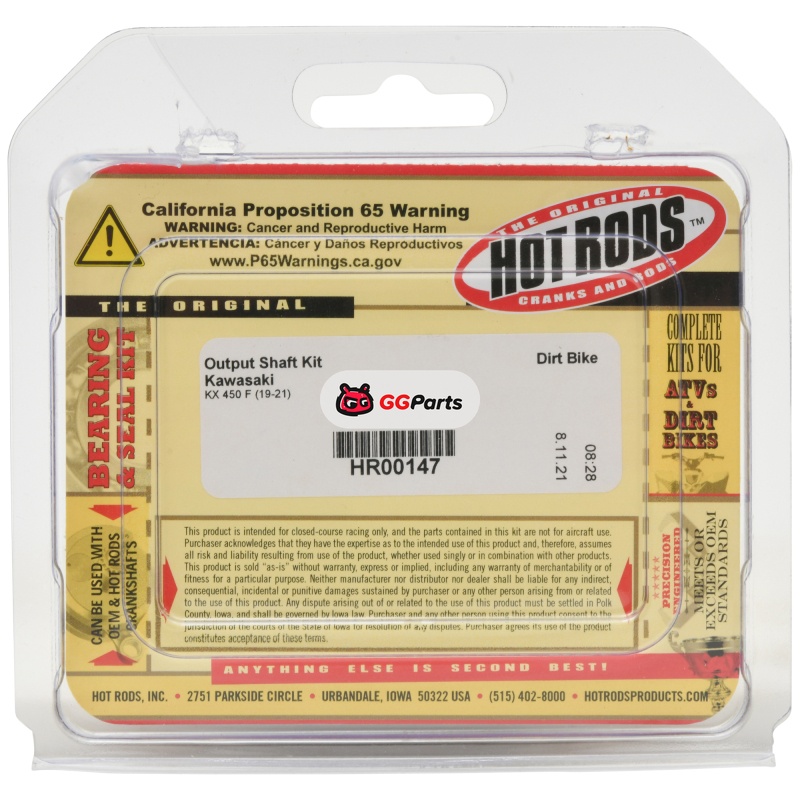 California Proposition 65 Warning
WARNING: Cancer and Reproductive Harm
ADVERTENCIA: Cáncer y Daños Reproductivos
www.P65Warnings.ca.gov
THE ORIGINAL
HOT RODS™
CRANKS AND RODS
THE ORIGINAL
BEARING
& SEAL KIT
COMPLETE
KITS FOR
ATVs
&
DIRT
BIKES
Output Shaft Kit
Kawasaki
KX 450 F (19-21)
Dirt Bike
GG GGParts
HR00147
8.11.21
08:28
CAN BE USED WITH
OEM & HOT RODS
CRANKSHAFTS
PRECISION
ENGINEERED
MEETS OR
EXCEEDS OEM
STANDARDS
This product is intended for closed-course racing only, and the parts contained in this kit are not for aircraft use.
Purchaser acknowledges that they have the expertise as to the intended use of this product and, therefore, assumes
all risk and liability resulting from use of the product, whether used singly or in combination with other products.
This product is sold "as-is" without warranty, express or implied, including any warranty of merchantability or of
fitness for a particular purpose. Neither manufacturer nor distributor nor dealer shall be liable for any indirect,
consequential, incidental or punitive damages sustained by purchaser or any other person arising from or related
to the use of this product. Any dispute arising out of or related to the use of this product must be settled in Polk
County, Iowa, and shall be governed by Iowa law. Purchaser and any other person using this product consent to the
jurisdiction of the courts of the State of Iowa for resolution of any disputes. Purchaser agrees its use of the product
constitutes acceptance of these terms.
ANYTHING ELSE IS SECOND BEST!
HOT RODS, INC. • 2751 PARKSIDE CIRCLE • URBANDALE, IOWA 50322 USA • (515) 402-8000 • HOTRODSPRODUCTS.COM